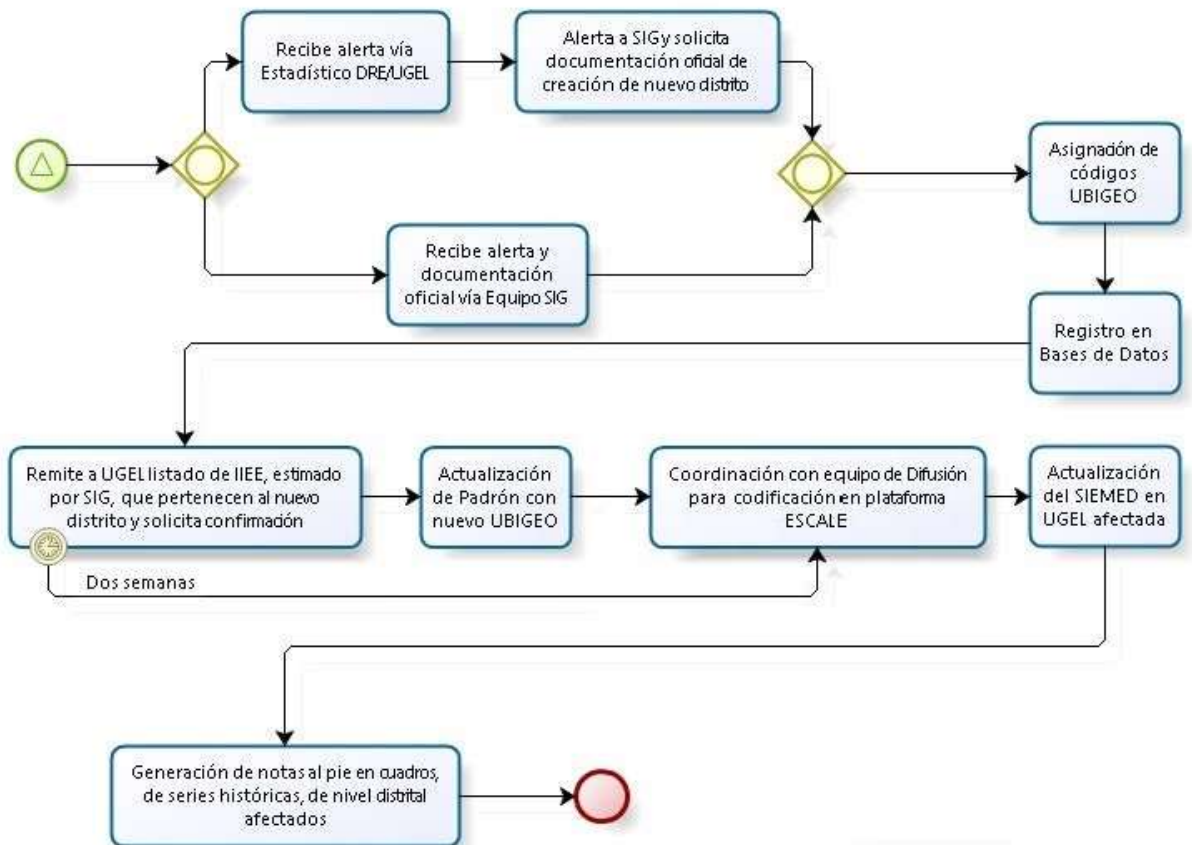 Recibe alerta vía
Estadístico DRE/UGEL
Alerta a SIG y solicita
documentación oficial de
creación de nuevo distrito
Recibe alerta y
documentación
oficial vía Equipo SIG
Asignación de
códigos
UBIGEO
Registro en
Bases de Datos
Remite a UGEL listado de IIEE, estimado
por SIG, que pertenecen al nuevo
distrito y solicita confirmación
Dos semanas
Actualización
de Padrón con
nuevo UBIGEO
Coordinación con equipo de Difusión
para codificación en plataforma
ESCALE
Actualización
del SIEMED en
UGEL afectada
Generación de notas al pie en cuadros,
de series históricas, de nivel distrital
afectados